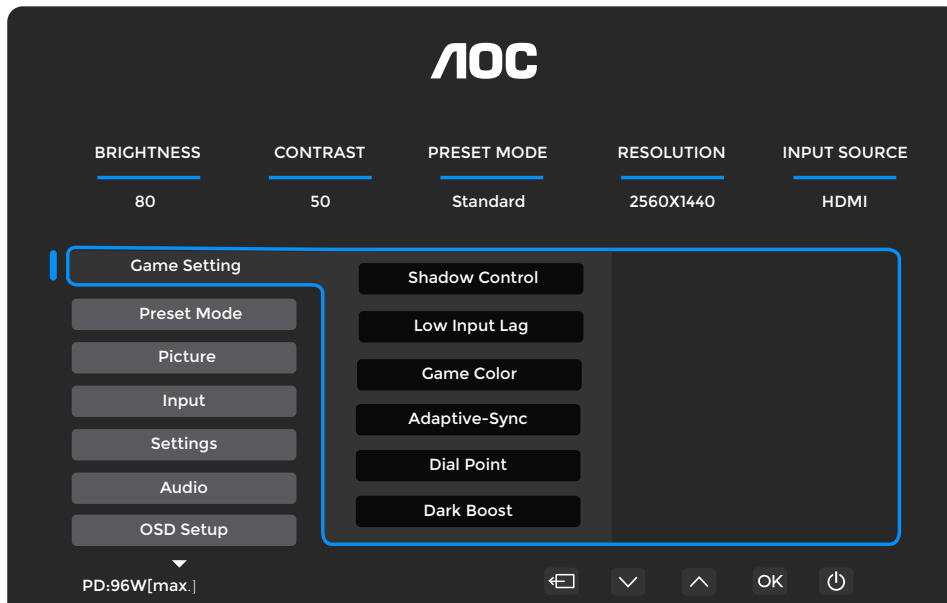 AOC
BRIGHTNESS CONTRAST PRESET MODE RESOLUTION INPUT SOURCE
80 50 Standard 2560X1440 HDMI
Game Setting
Preset Mode
Picture
Input
Settings
Audio
OSD Setup
Shadow Control
Low Input Lag
Game Color
Adaptive-Sync
Dial Point
Dark Boost
PD:96W[max.]
OK